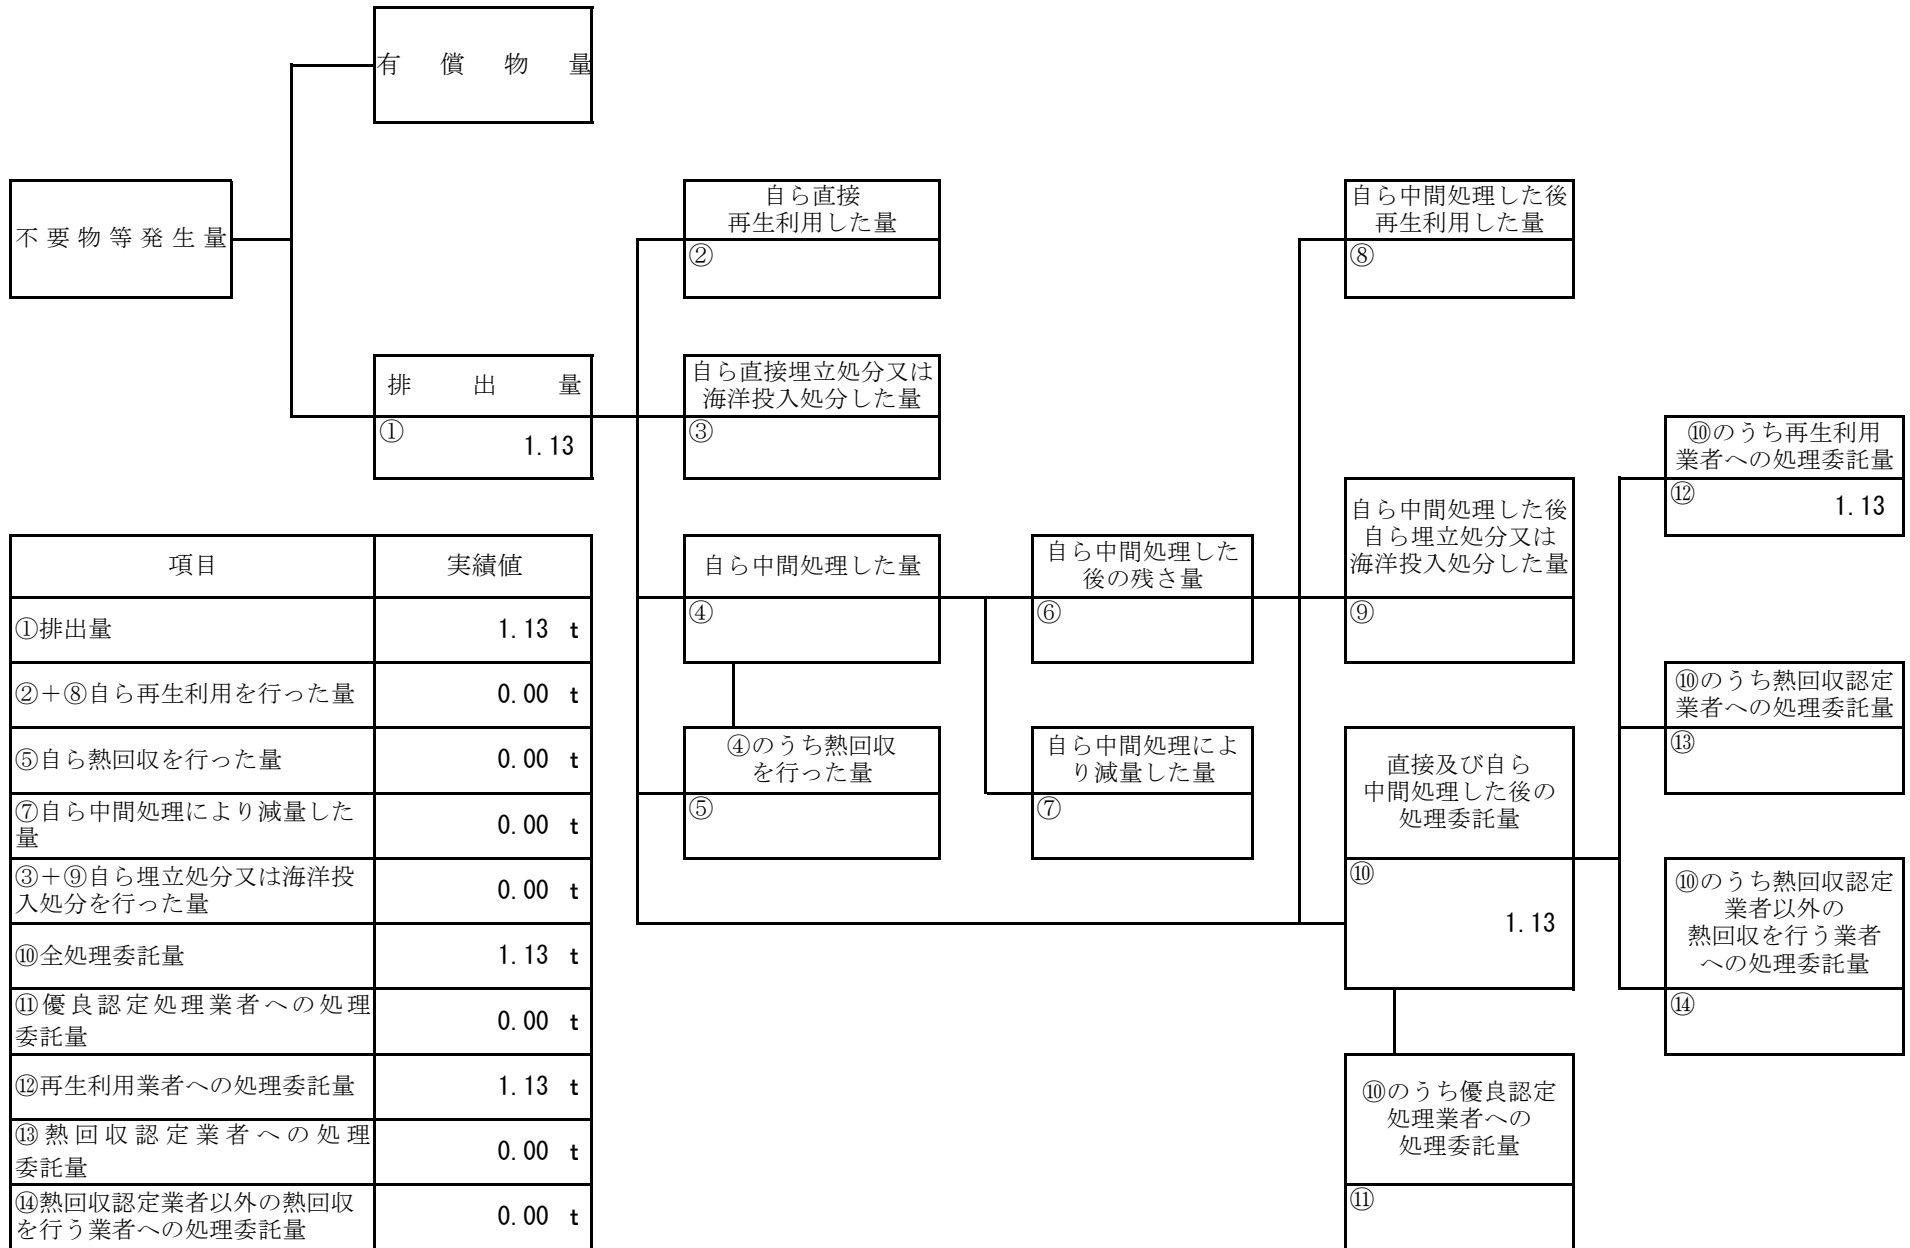 有償物量
不要物等発生量
自ら直接
再生利用した量
②
自ら中間処理した後
再生利用した量
⑧
排出量
①
1.13
自ら直接埋立処分又は
海洋投入処分した量
③
⑩のうち再生利用
業者への処理委託量
⑫
1.13
自ら中間処理した後
自ら埋立処分又は
海洋投入処分した量
⑨
自ら中間処理した量
④
自ら中間処理した
後の残さ量
⑥
⑩のうち熱回収認定
業者への処理委託量
⑬
④のうち熱回収
を行った量
⑤
自ら中間処理によ
り減量した量
⑦
直接及び自ら
中間処理した後の
処理委託量
⑩
1.13
⑩のうち熱回収認定
業者以外の
熱回収を行う業者
への処理委託量
⑭
⑩のうち優良認定
処理業者への
処理委託量
⑪
項目 実績値
①排出量 1.13 t
②＋⑧自ら再生利用を行った量 0.00 t
⑤自ら熱回収を行った量 0.00 t
⑦自ら中間処理により減量した
量 0.00 t
③＋⑨自ら埋立処分又は海洋投
入処分を行った量 0.00 t
⑩全処理委託量 1.13 t
⑪優良認定処理業者への処理
委託量 0.00 t
⑫再生利用業者への処理委託量 1.13 t
⑬熱回収認定業者への処理
委託量 0.00 t
⑭熱回収認定業者以外の熱回収
を行う業者への処理委託量 0.00 t